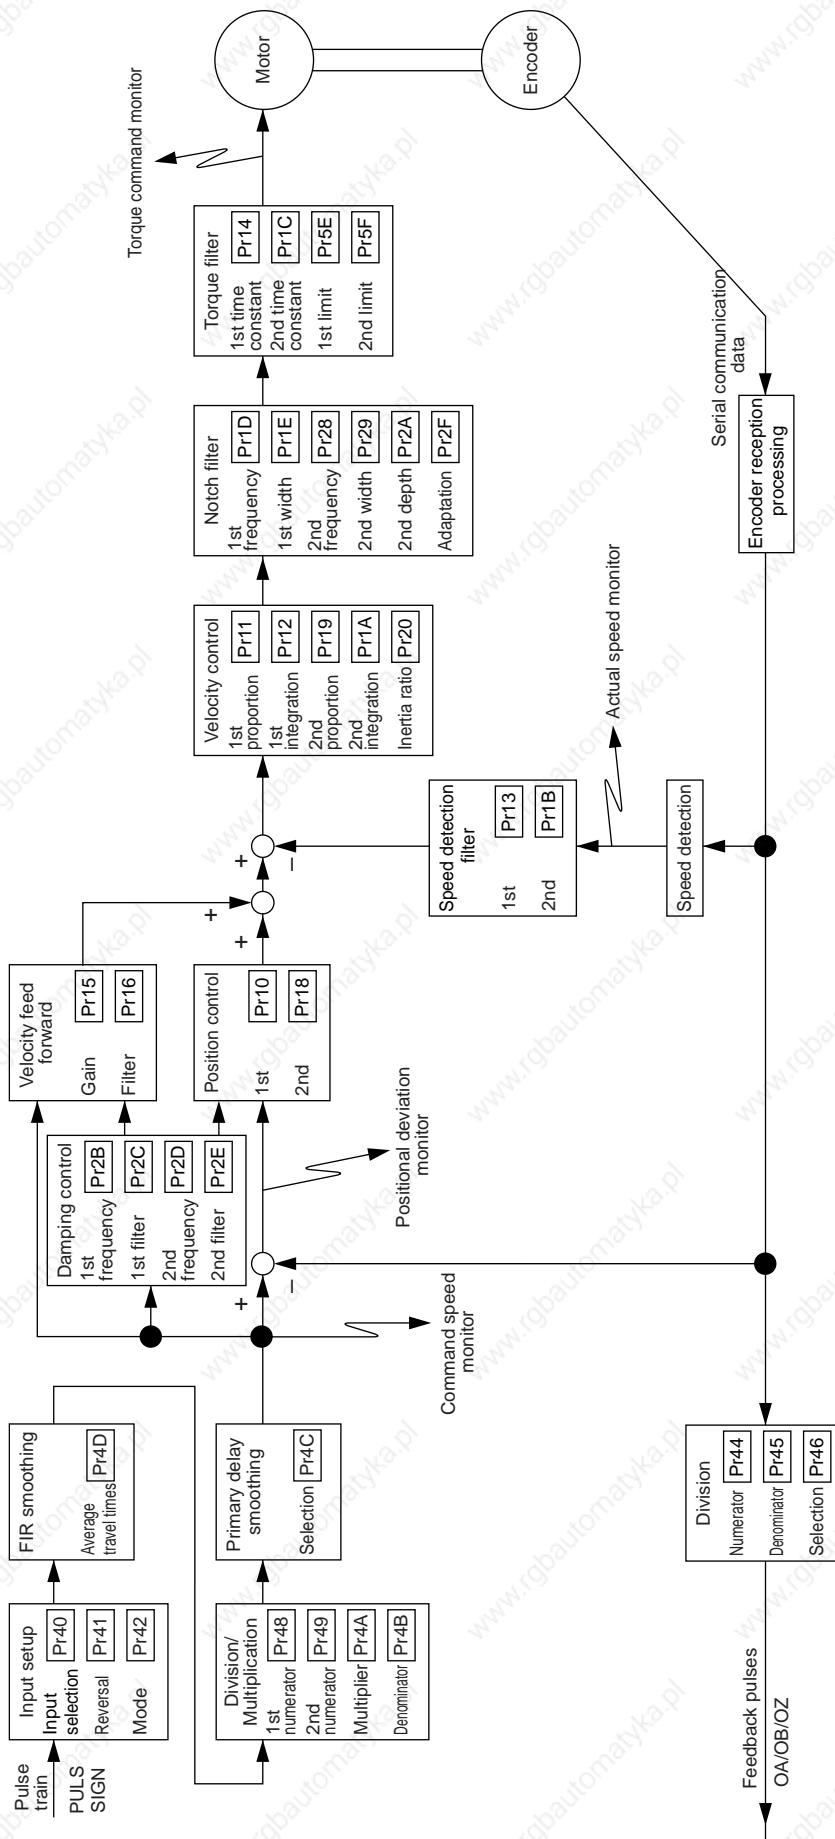 Pulse
train
PULS
SIGN
Input setup
Input
selection
Pr40
Reversal
Pr41
Mode
Pr42
FIR smoothing
Average
travel times
Pr4D
Division/
Multiplication
1st
numerator
Pr48
2nd
numerator
Pr49
Multiplier
Pr4A
Denominator
Pr4B
Primary delay
smoothing
Selection
Pr4C
Command speed
monitor
+
−
Damping control
1st
frequency
Pr2B
1st filter
Pr2C
2nd
frequency
Pr2D
2nd filter
Pr2E
Positional deviation
monitor
Velocity feed
forward
Gain
Pr15
Filter
Pr16
Position control
1st
Pr10
2nd
Pr18
+
+
+
−
Velocity control
1st
proportion
Pr11
1st
integration
Pr12
2nd
proportion
Pr19
2nd
integration
Pr1A
Inertia ratio
Pr20
Notch filter
1st
frequency
Pr1D
1st width
Pr1E
2nd
frequency
Pr28
2nd width
Pr29
2nd depth
Pr2A
Adaptation
Pr2F
Torque filter
1st time
constant
Pr14
2nd time
constant
Pr1C
1st limit
Pr5E
2nd limit
Pr5F
Torque command monitor
Motor
Encoder
Serial communication
data
Encoder reception
processing
Speed detection
Actual speed monitor
Speed detection
filter
1st
Pr13
2nd
Pr1B
Division
Numerator
Pr44
Denominator
Pr45
Selection
Pr46
Feedback pulses
OA/OB/OZ
www.rgbautomatyka.pl